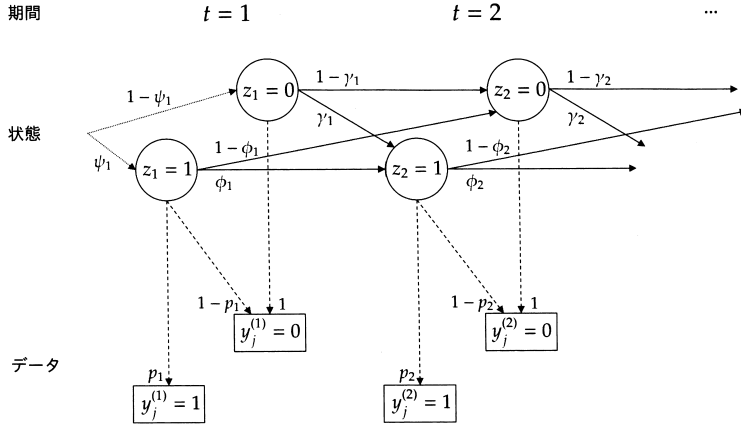 期間 t = 1 t = 2 ...
1 − ψ₁ z₁ = 0 1 − γ₁ z₂ = 0 1 − γ₂
γ₁ γ₂
状態
ψ₁ z₁ = 1 1 − ϕ₁ z₂ = 1 1 − ϕ₂
ϕ₁ ϕ₂
1 − p₁ 1 1 − p₂ 1
y_j^(1) = 0 y_j^(2) = 0
データ
p₁ p₂
y_j^(1) = 1 y_j^(2) = 1